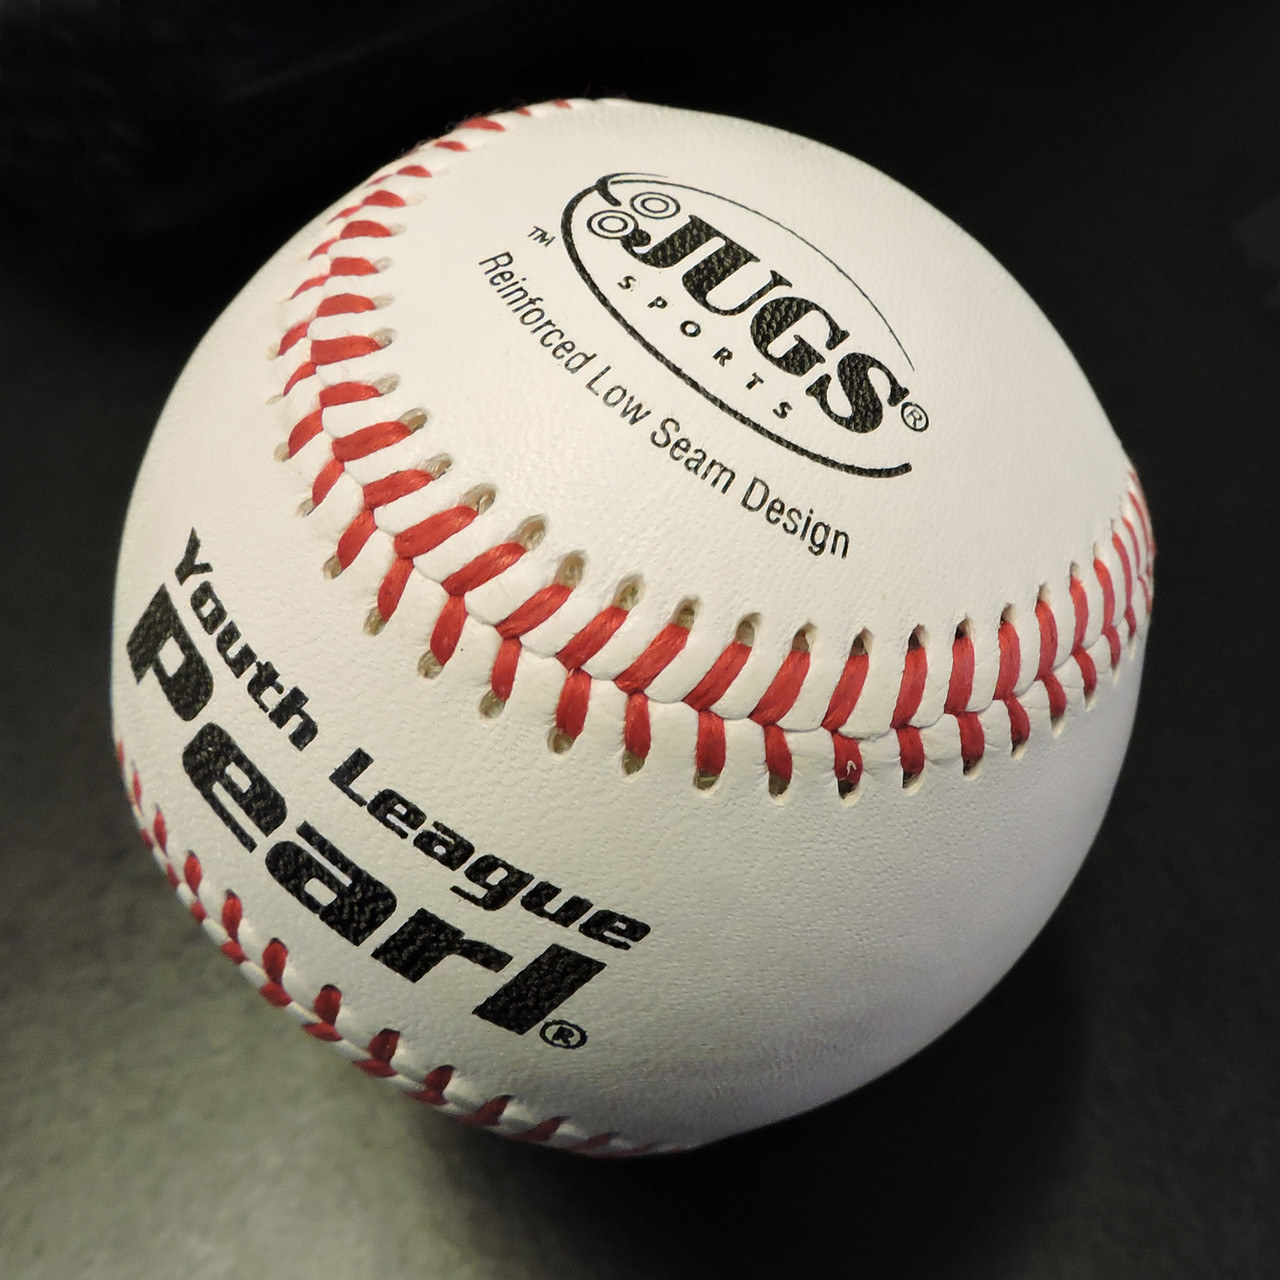 JUGS®
SPORTS
™
Reinforced Low Seam Design
Youth League
Pearl®